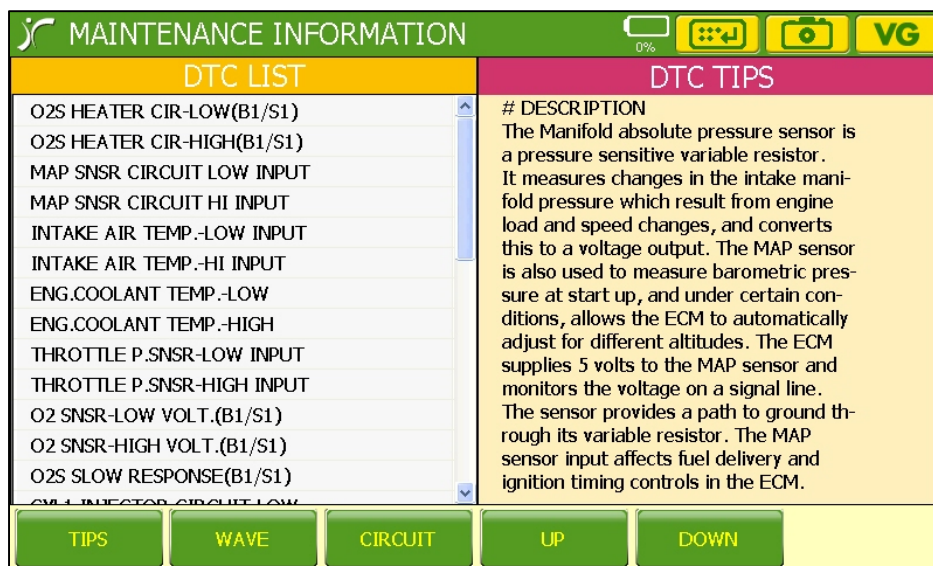 MAINTENANCE INFORMATION
0%
VG
DTC LIST
O2S HEATER CIR-LOW(B1/S1)
O2S HEATER CIR-HIGH(B1/S1)
MAP SNSR CIRCUIT LOW INPUT
MAP SNSR CIRCUIT HI INPUT
INTAKE AIR TEMP.-LOW INPUT
INTAKE AIR TEMP.-HI INPUT
ENG.COOLANT TEMP.-LOW
ENG.COOLANT TEMP.-HIGH
THROTTLE P.SNSR-LOW INPUT
THROTTLE P.SNSR-HIGH INPUT
O2 SNSR-LOW VOLT.(B1/S1)
O2 SNSR-HIGH VOLT.(B1/S1)
O2S SLOW RESPONSE(B1/S1)
CYL1 INJECTOR CIRCUIT LOW
DTC TIPS
# DESCRIPTION
The Manifold absolute pressure sensor is
a pressure sensitive variable resistor.
It measures changes in the intake mani-
fold pressure which result from engine
load and speed changes, and converts
this to a voltage output. The MAP sensor
is also used to measure barometric pres-
sure at start up, and under certain con-
ditions, allows the ECM to automatically
adjust for different altitudes. The ECM
supplies 5 volts to the MAP sensor and
monitors the voltage on a signal line.
The sensor provides a path to ground th-
rough its variable resistor. The MAP
sensor input affects fuel delivery and
ignition timing controls in the ECM.
TIPS
WAVE
CIRCUIT
UP
DOWN